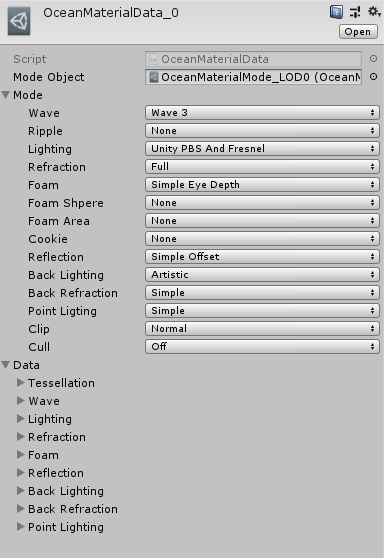 OceanMaterialData_0
Open
Script OceanMaterialData
Mode Object OceanMaterialMode_LOD0 (OceanM
Mode
Wave Wave 3
Ripple None
Lighting Unity PBS And Fresnel
Refraction Full
Foam Simple Eye Depth
Foam Shpere None
Foam Area None
Cookie None
Reflection Simple Offset
Back Lighting Artistic
Back Refraction Simple
Point Ligting Simple
Clip Normal
Cull Off
Data
Tessellation
Wave
Lighting
Refraction
Foam
Reflection
Back Lighting
Back Refraction
Point Lighting